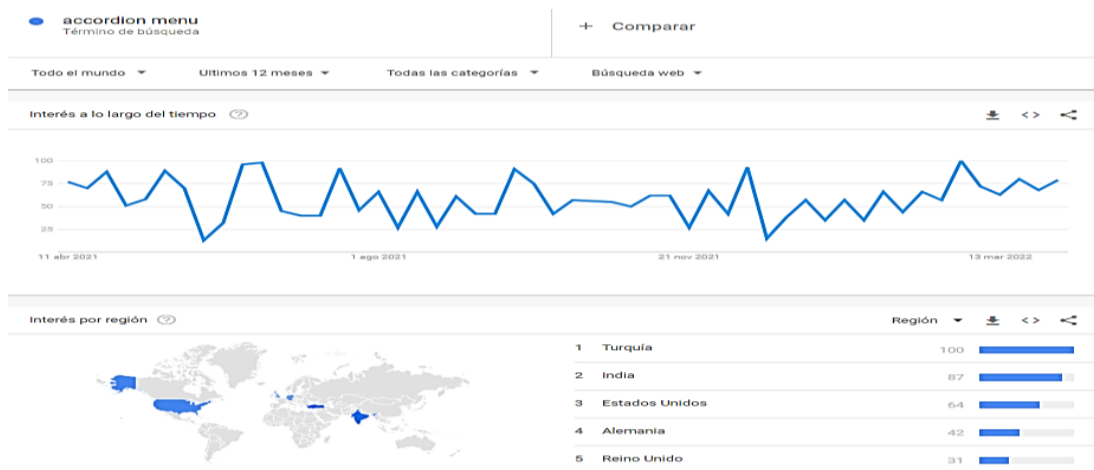 accordion menu
Término de búsqueda
+ Comparar
Todo el mundo
Ultimos 12 meses
Todas las categorías
Búsqueda web
Interés a lo largo del tiempo ?
<>
100
75
50
25
11 abr 2021
1 ago 2021
21 nov 2021
13 mar 2022
Interés por región ?
Región
<>
1 Turquía 100
2 India 87
3 Estados Unidos 64
4 Alemania 42
5 Reino Unido 31